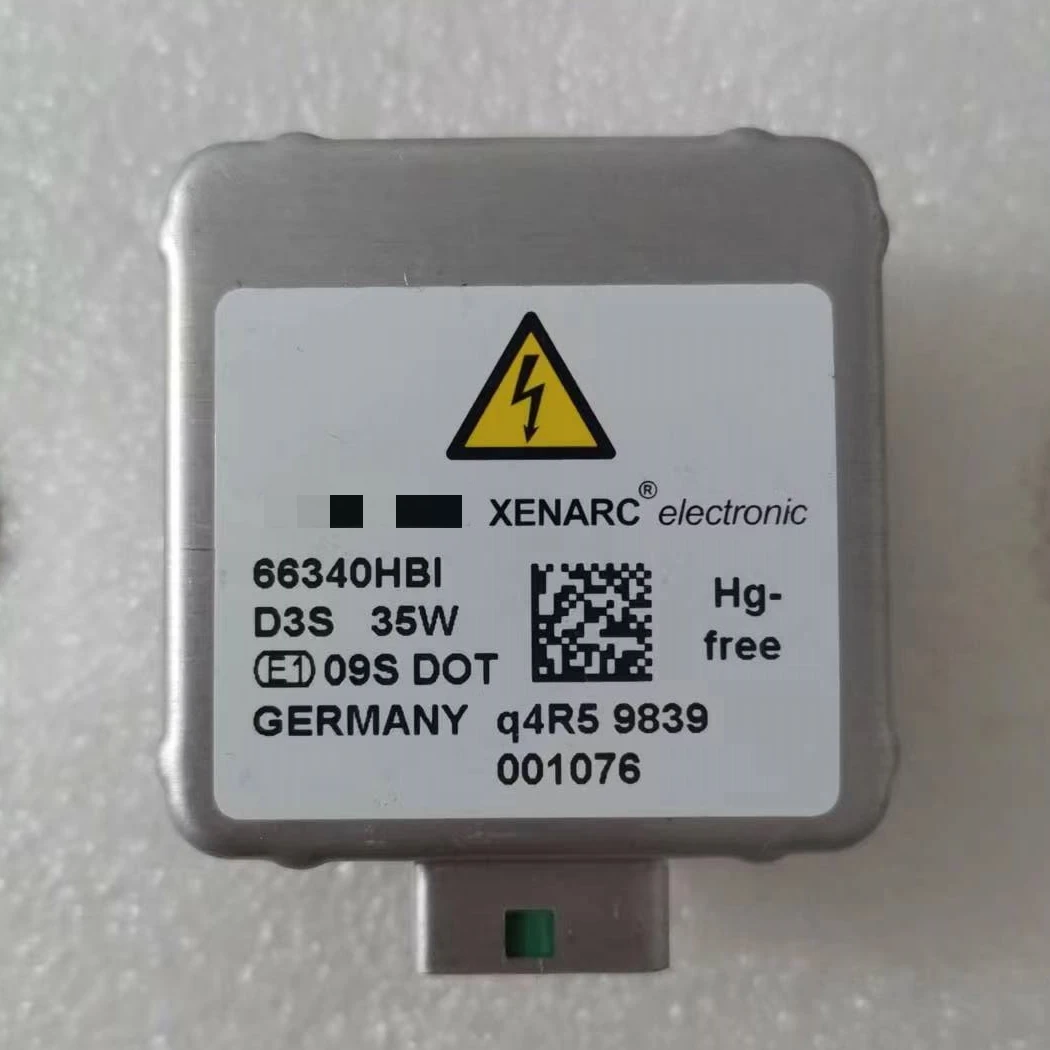 XENARC® electronic
66340HBI
D3S 35W
Hg-
free
E1 09S DOT
GERMANY q4R5 9839
001076